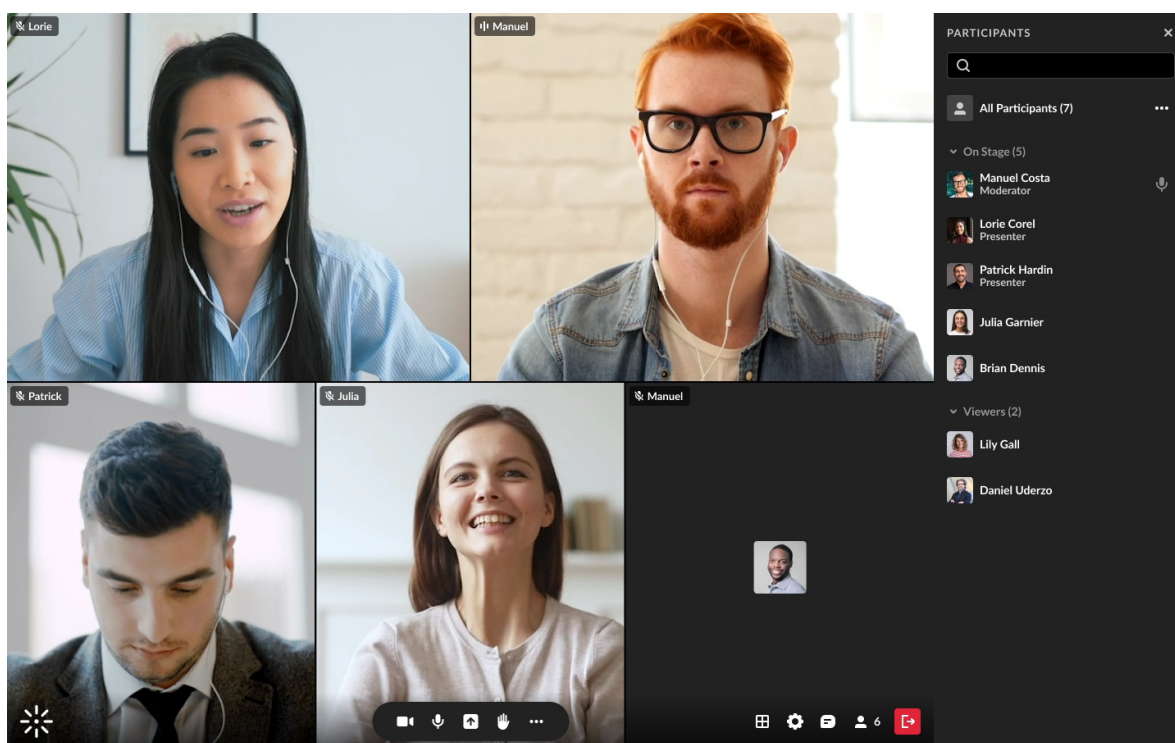 Lorie
Manuel
Patrick
Julia
Manuel
6
PARTICIPANTS
All Participants (7)
On Stage (5)
Manuel Costa
Moderator
Lorie Corel
Presenter
Patrick Hardin
Presenter
Julia Garnier
Brian Dennis
Viewers (2)
Lily Gall
Daniel Uderzo